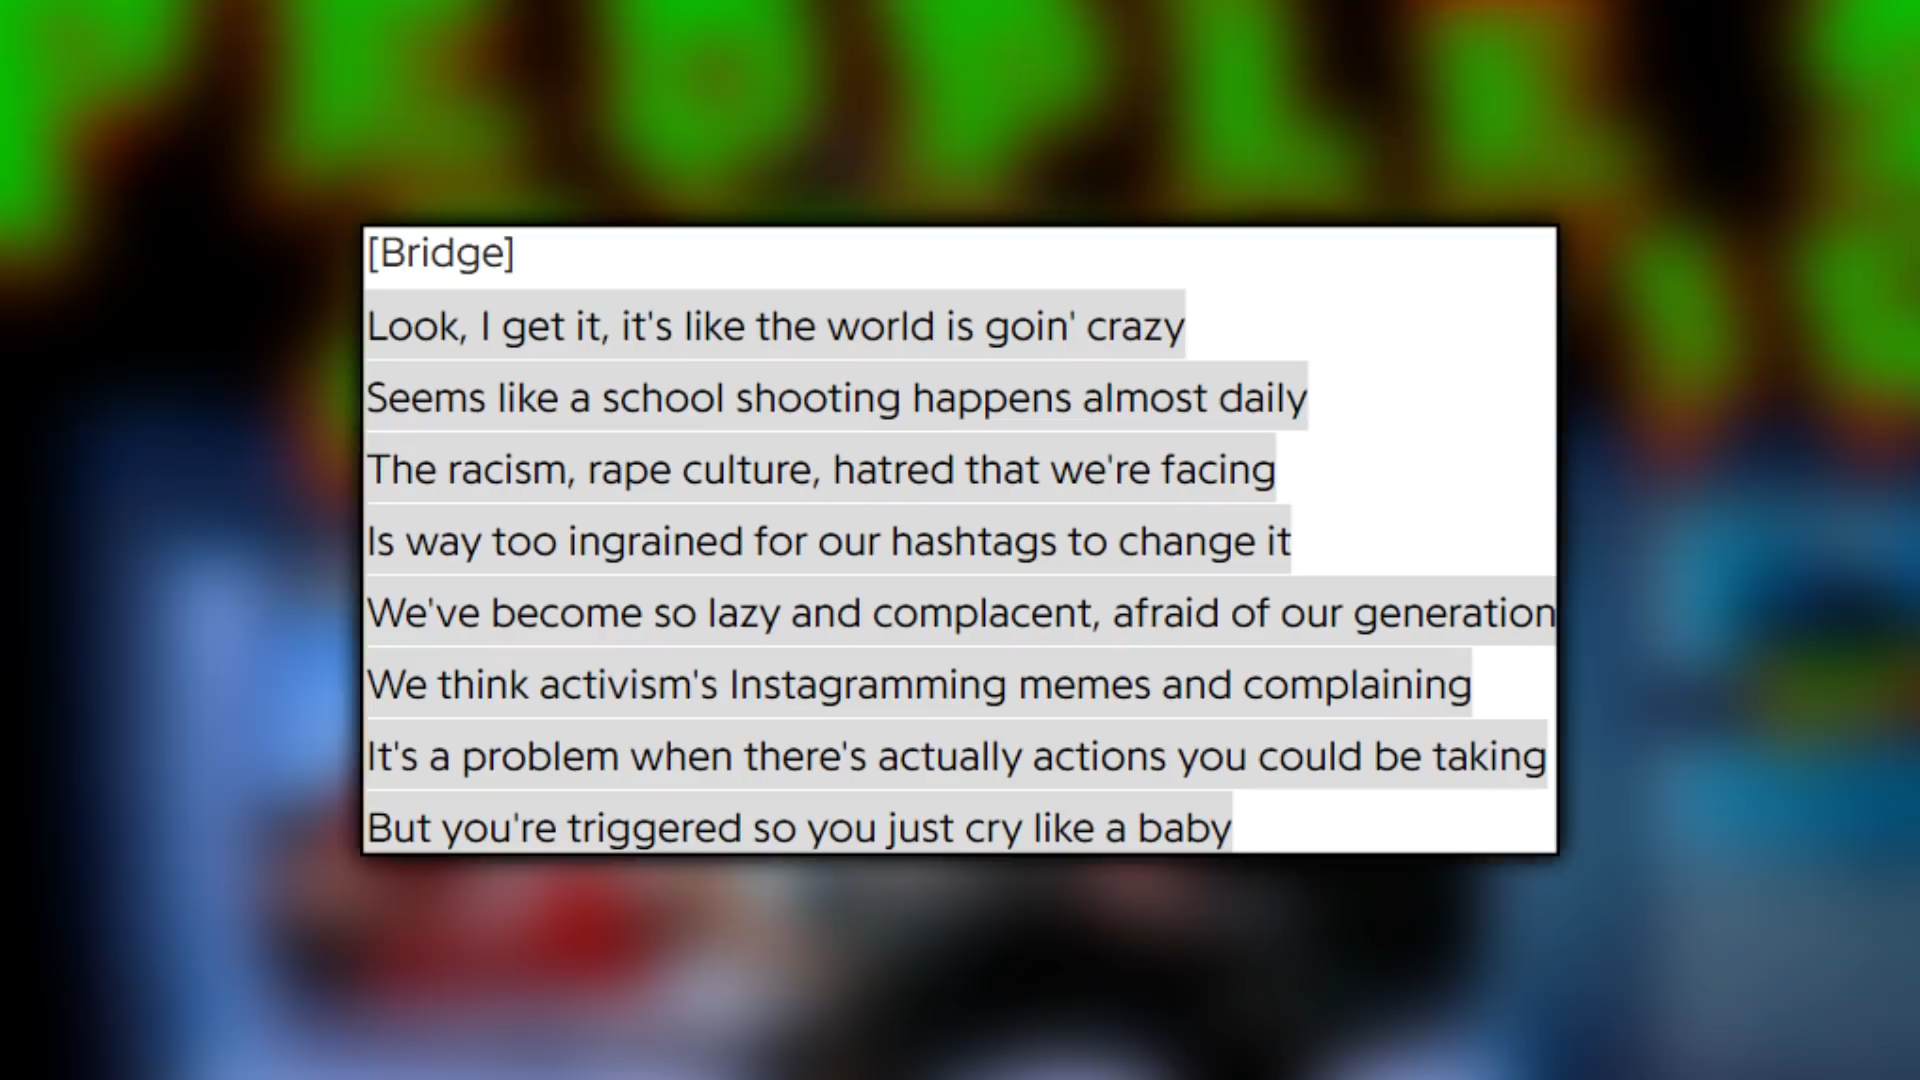 [Bridge]
Look, I get it, it's like the world is goin' crazy
Seems like a school shooting happens almost daily
The racism, rape culture, hatred that we're facing
Is way too ingrained for our hashtags to change it
We've become so lazy and complacent, afraid of our generation
We think activism's Instagramming memes and complaining
It's a problem when there's actually actions you could be taking
But you're triggered so you just cry like a baby